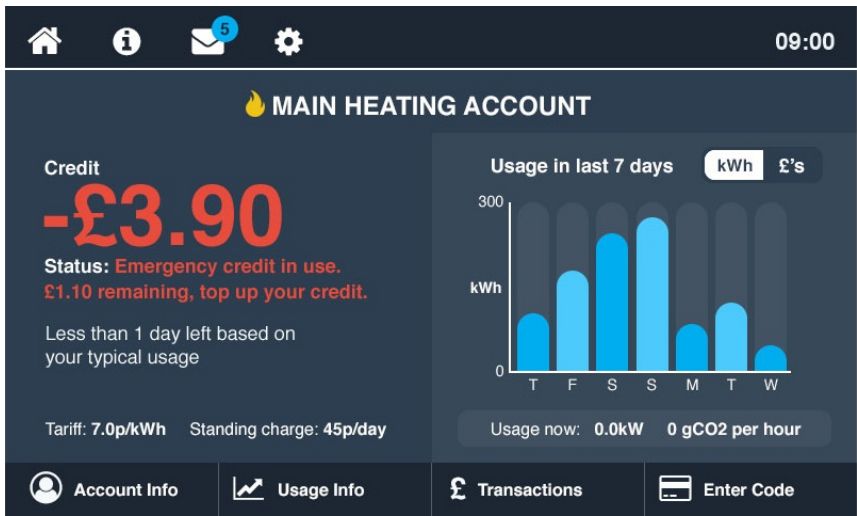 5
09:00
MAIN HEATING ACCOUNT
Credit
-£3.90
Status: Emergency credit in use.
£1.10 remaining, top up your credit.
Less than 1 day left based on
your typical usage
Tariff: 7.0p/kWh Standing charge: 45p/day
Usage in last 7 days kWh £'s
300
kWh
0
T F S S M T W
Usage now: 0.0kW 0 gCO2 per hour
Account Info Usage Info £ Transactions Enter Code